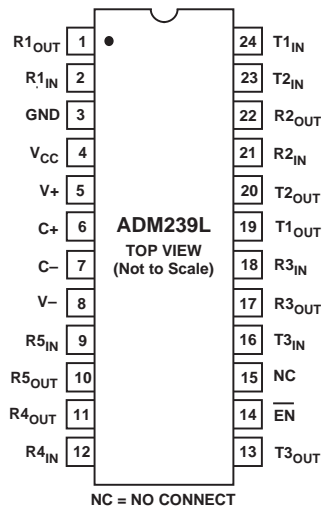 R1OUT 1 24 T1IN
R1IN 2 23 T2IN
GND 3 22 R2OUT
VCC 4 21 R2IN
V+ 5 20 T2OUT
C+ 6 19 T1OUT
C– 7 18 R3IN
V– 8 17 R3OUT
R5IN 9 16 T3IN
R5OUT 10 15 NC
R4OUT 11 14 EN
R4IN 12 13 T3OUT
ADM239L
TOP VIEW
(Not to Scale)
NC = NO CONNECT